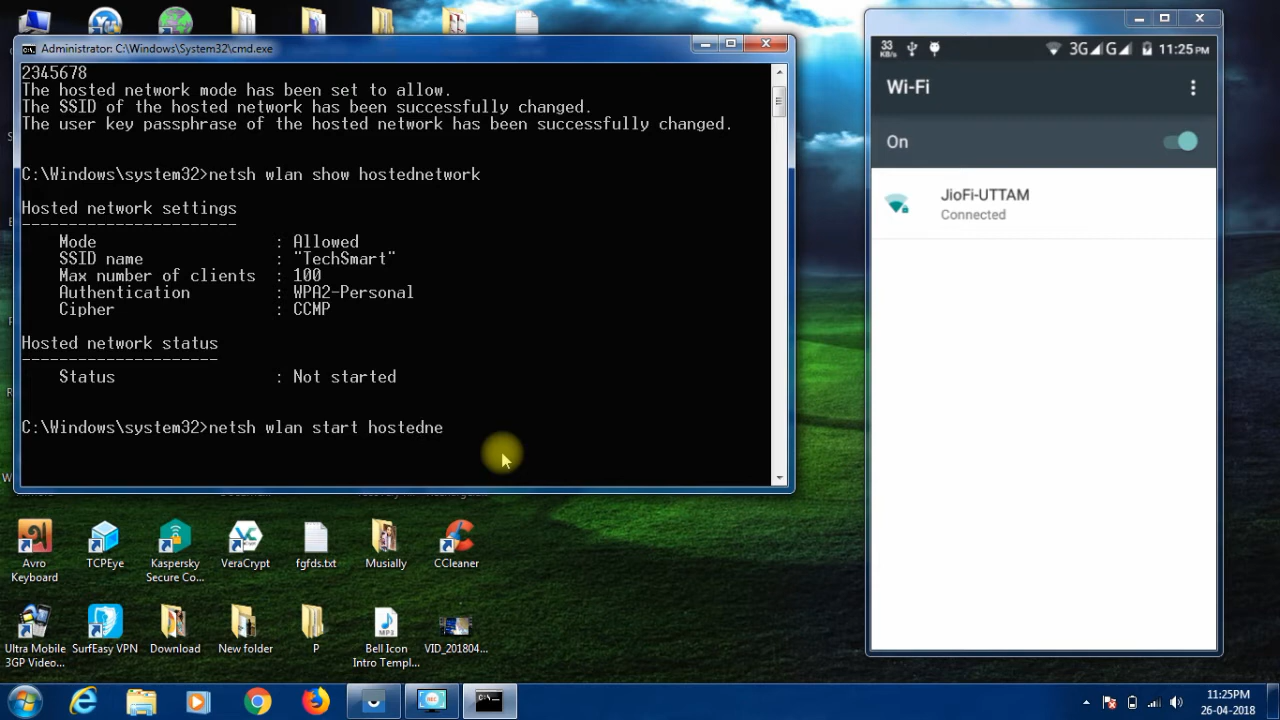 Administrator: C:\Windows\System32\cmd.exe
2345678
The hosted network mode has been set to allow.
The SSID of the hosted network has been successfully changed.
The user key passphrase of the hosted network has been successfully changed.
C:\Windows\system32>netsh wlan show hostednetwork
Hosted network settings
-----------------------
Mode : Allowed
SSID name : "TechSmart"
Max number of clients : 100
Authentication : WPA2-Personal
Cipher : CCMP
Hosted network status
---------------------
Status : Not started
C:\Windows\system32>netsh wlan start hostedne
33
KB/s
3G
G
11:25 PM
Wi-Fi
On
JioFi-UTTAM
Connected
Avro
Keyboard
TCPEye
Kaspersky
Secure Co...
VeraCrypt
fgfds.txt
Musially
CCleaner
Ultra Mobile
3GP Video...
SurfEasy VPN
Download
New folder
P
MP3
Bell Icon
Intro Templ...
VID_201804...
REC
11:25PM
26-04-2018